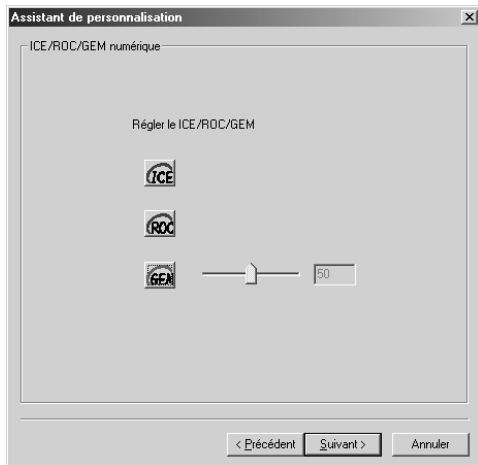 Assistant de personnalisation
ICE/ROC/GEM numérique
Régler le ICE/ROC/GEM
ICE
ROC
GEM
50
< Précédent
Suivant >
Annuler